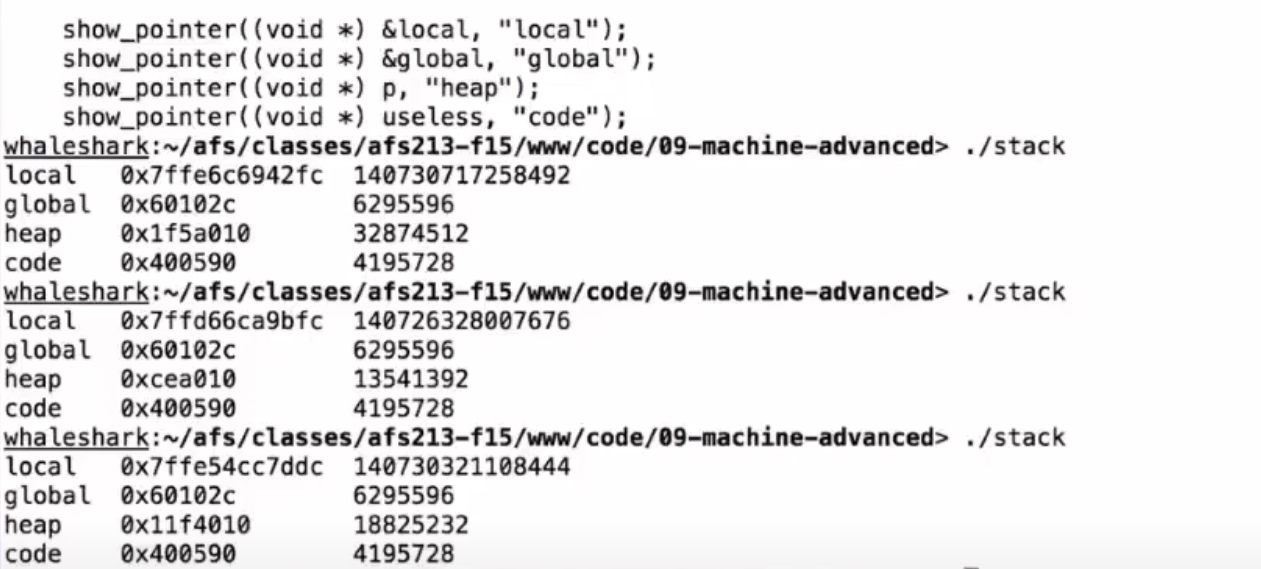 show_pointer((void *) &local, "local");
show_pointer((void *) &global, "global");
show_pointer((void *) p, "heap");
show_pointer((void *) useless, "code");
whaleshark:~/afs/classes/afs213-f15/www/code/09-machine-advanced> ./stack
local 0x7ffe6c6942fc 140730717258492
global 0x60102c 6295596
heap 0x1f5a010 32874512
code 0x400590 4195728
whaleshark:~/afs/classes/afs213-f15/www/code/09-machine-advanced> ./stack
local 0x7ffd66ca9bfc 140726328007676
global 0x60102c 6295596
heap 0xcea010 13541392
code 0x400590 4195728
whaleshark:~/afs/classes/afs213-f15/www/code/09-machine-advanced> ./stack
local 0x7ffe54cc7ddc 140730321108444
global 0x60102c 6295596
heap 0x11f4010 18825232
code 0x400590 4195728